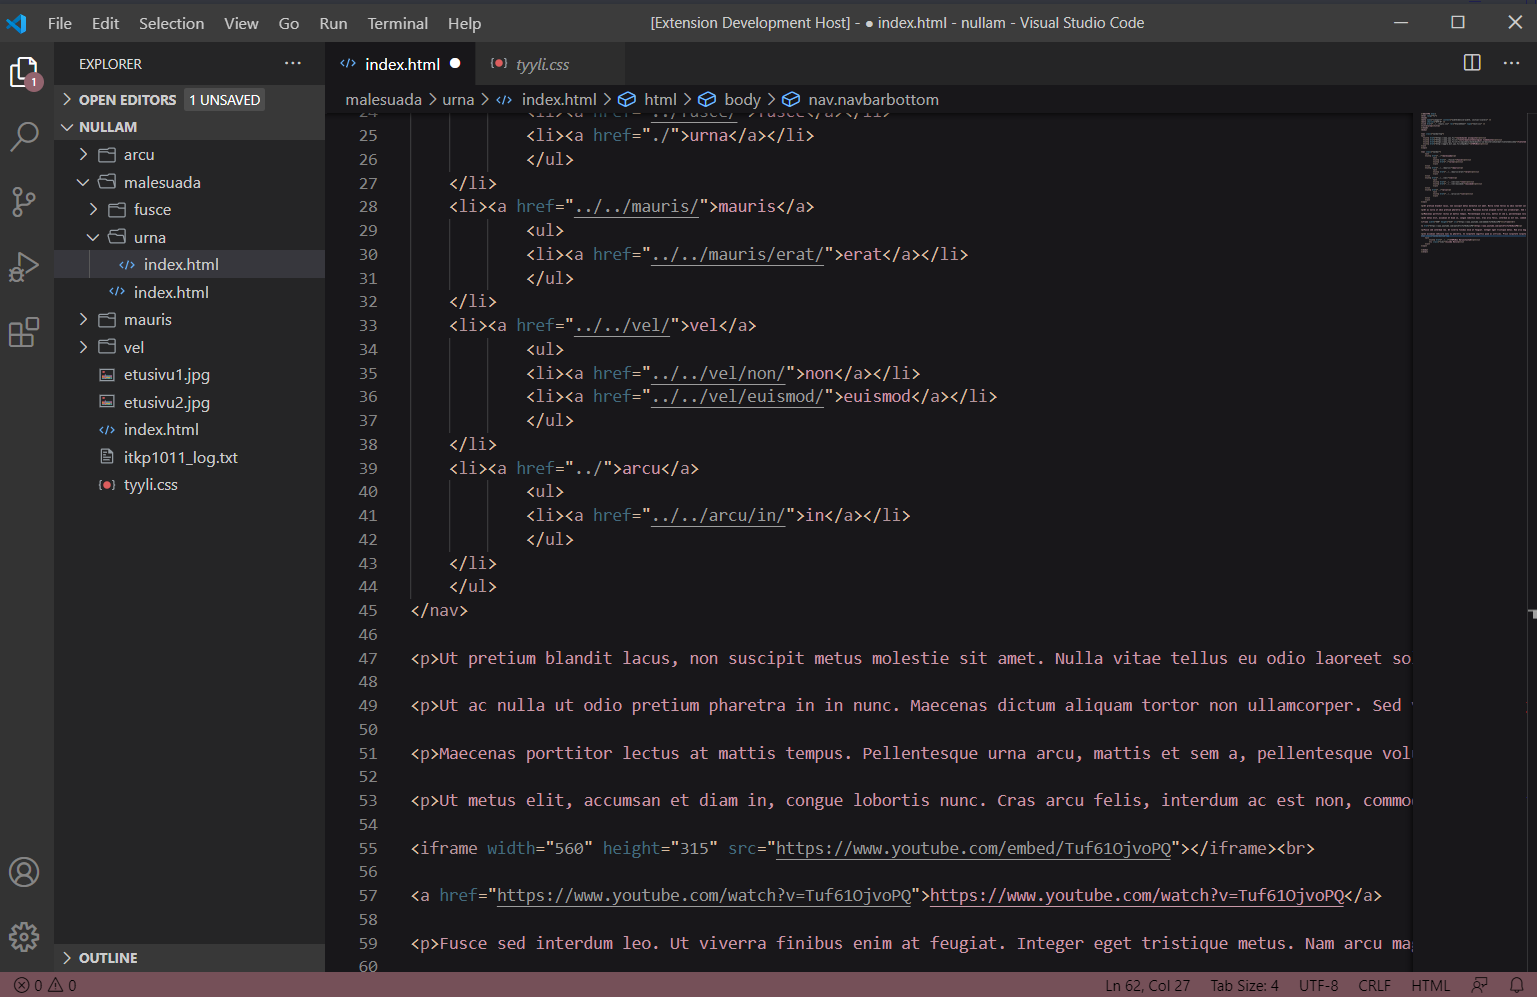 File Edit Selection View Go Run Terminal Help [Extension Development Host] - ● index.html - nullam - Visual Studio Code
EXPLORER ···
1
OPEN EDITORS 1 UNSAVED
NULLAM
arcu
malesuada
fusce
urna
index.html
index.html
mauris
vel
etusivu1.jpg
etusivu2.jpg
index.html
itkp1011_log.txt
tyyli.css
OUTLINE
index.html ● tyyli.css
malesuada > urna > index.html > html > body > nav.navbarbottom
24 <li><a href="../fusce/">fusce</a></li>
25 <li><a href="./">urna</a></li>
26 </ul>
27 </li>
28 <li><a href="../../mauris/">mauris</a>
29 <ul>
30 <li><a href="../../mauris/erat/">erat</a></li>
31 </ul>
32 </li>
33 <li><a href="../../vel/">vel</a>
34 <ul>
35 <li><a href="../../vel/non/">non</a></li>
36 <li><a href="../../vel/euismod/">euismod</a></li>
37 </ul>
38 </li>
39 <li><a href="../">arcu</a>
40 <ul>
41 <li><a href="../../arcu/in/">in</a></li>
42 </ul>
43 </li>
44 </ul>
45 </nav>
46
47 <p>Ut pretium blandit lacus, non suscipit metus molestie sit amet. Nulla vitae tellus eu odio laoreet so
48
49 <p>Ut ac nulla ut odio pretium pharetra in in nunc. Maecenas dictum aliquam tortor non ullamcorper. Sed
50
51 <p>Maecenas porttitor lectus at mattis tempus. Pellentesque urna arcu, mattis et sem a, pellentesque vol
52
53 <p>Ut metus elit, accumsan et diam in, congue lobortis nunc. Cras arcu felis, interdum ac est non, commo
54
55 <iframe width="560" height="315" src="https://www.youtube.com/embed/Tuf61OjvoPQ"></iframe><br>
56
57 <a href="https://www.youtube.com/watch?v=Tuf61OjvoPQ">https://www.youtube.com/watch?v=Tuf61OjvoPQ</a>
58
59 <p>Fusce sed interdum leo. Ut viverra finibus enim at feugiat. Integer eget tristique metus. Nam arcu ma
60
0 0 Ln 62, Col 27 Tab Size: 4 UTF-8 CRLF HTML